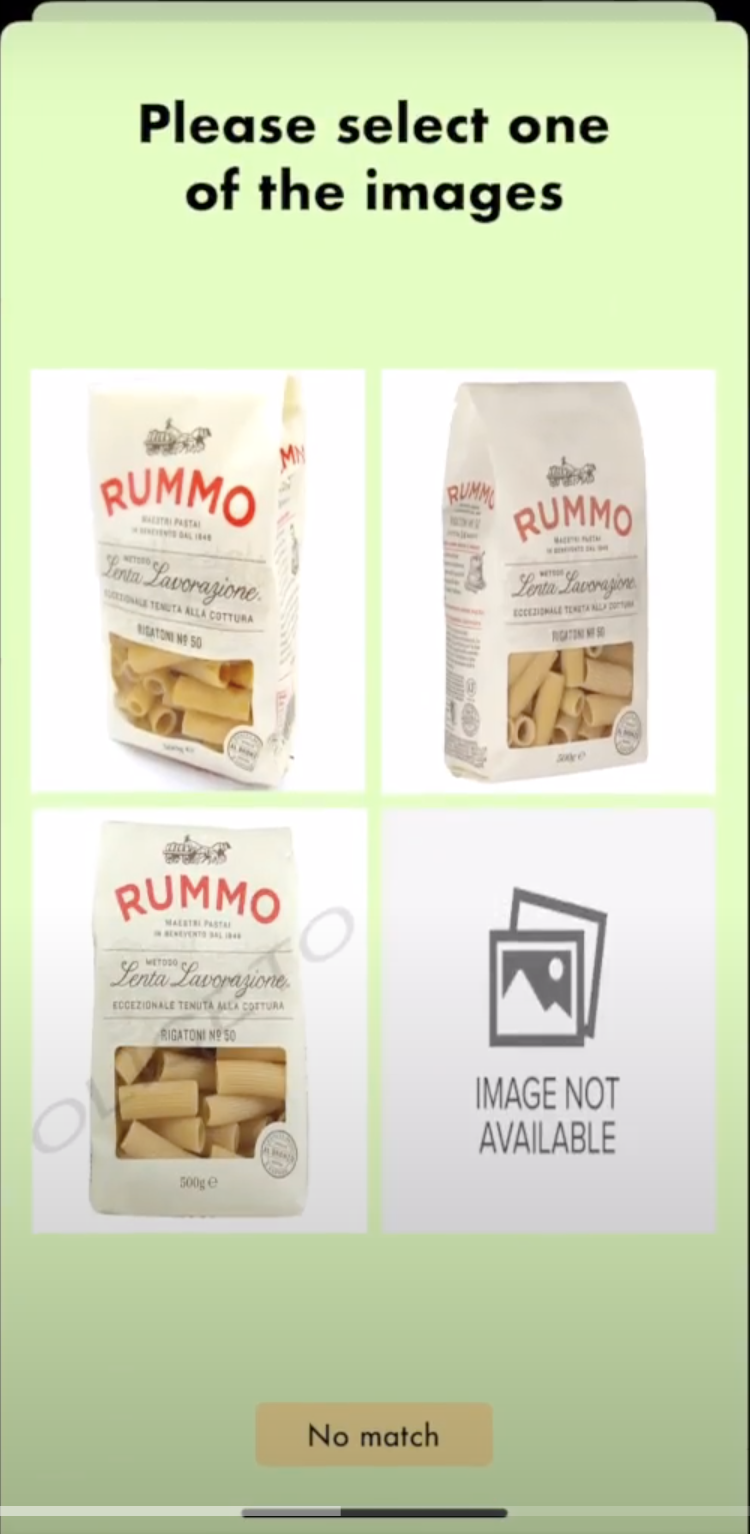 Please select one
of the images
RUMMO
MAESTRI PASTAI
IN BENEVENTO DAL 1846
METODO
Lenta Lavorazione.
ECCEZIONALE TENUTA ALLA COTTURA
RIGATONI Nº 50
RUMMO
RUMMO
MAESTRI PASTAI
IN BENEVENTO DAL 1846
METODO
Lenta Lavorazione.
ECCEZIONALE TENUTA ALLA COTTURA
RIGATONI Nº 50
500g e
RUMMO
MAESTRI PASTAI
IN BENEVENTO DAL 1846
METODO
Lenta Lavorazione.
ECCEZIONALE TENUTA ALLA COTTURA
RIGATONI Nº 50
500g e
IMAGE NOT
AVAILABLE
No match